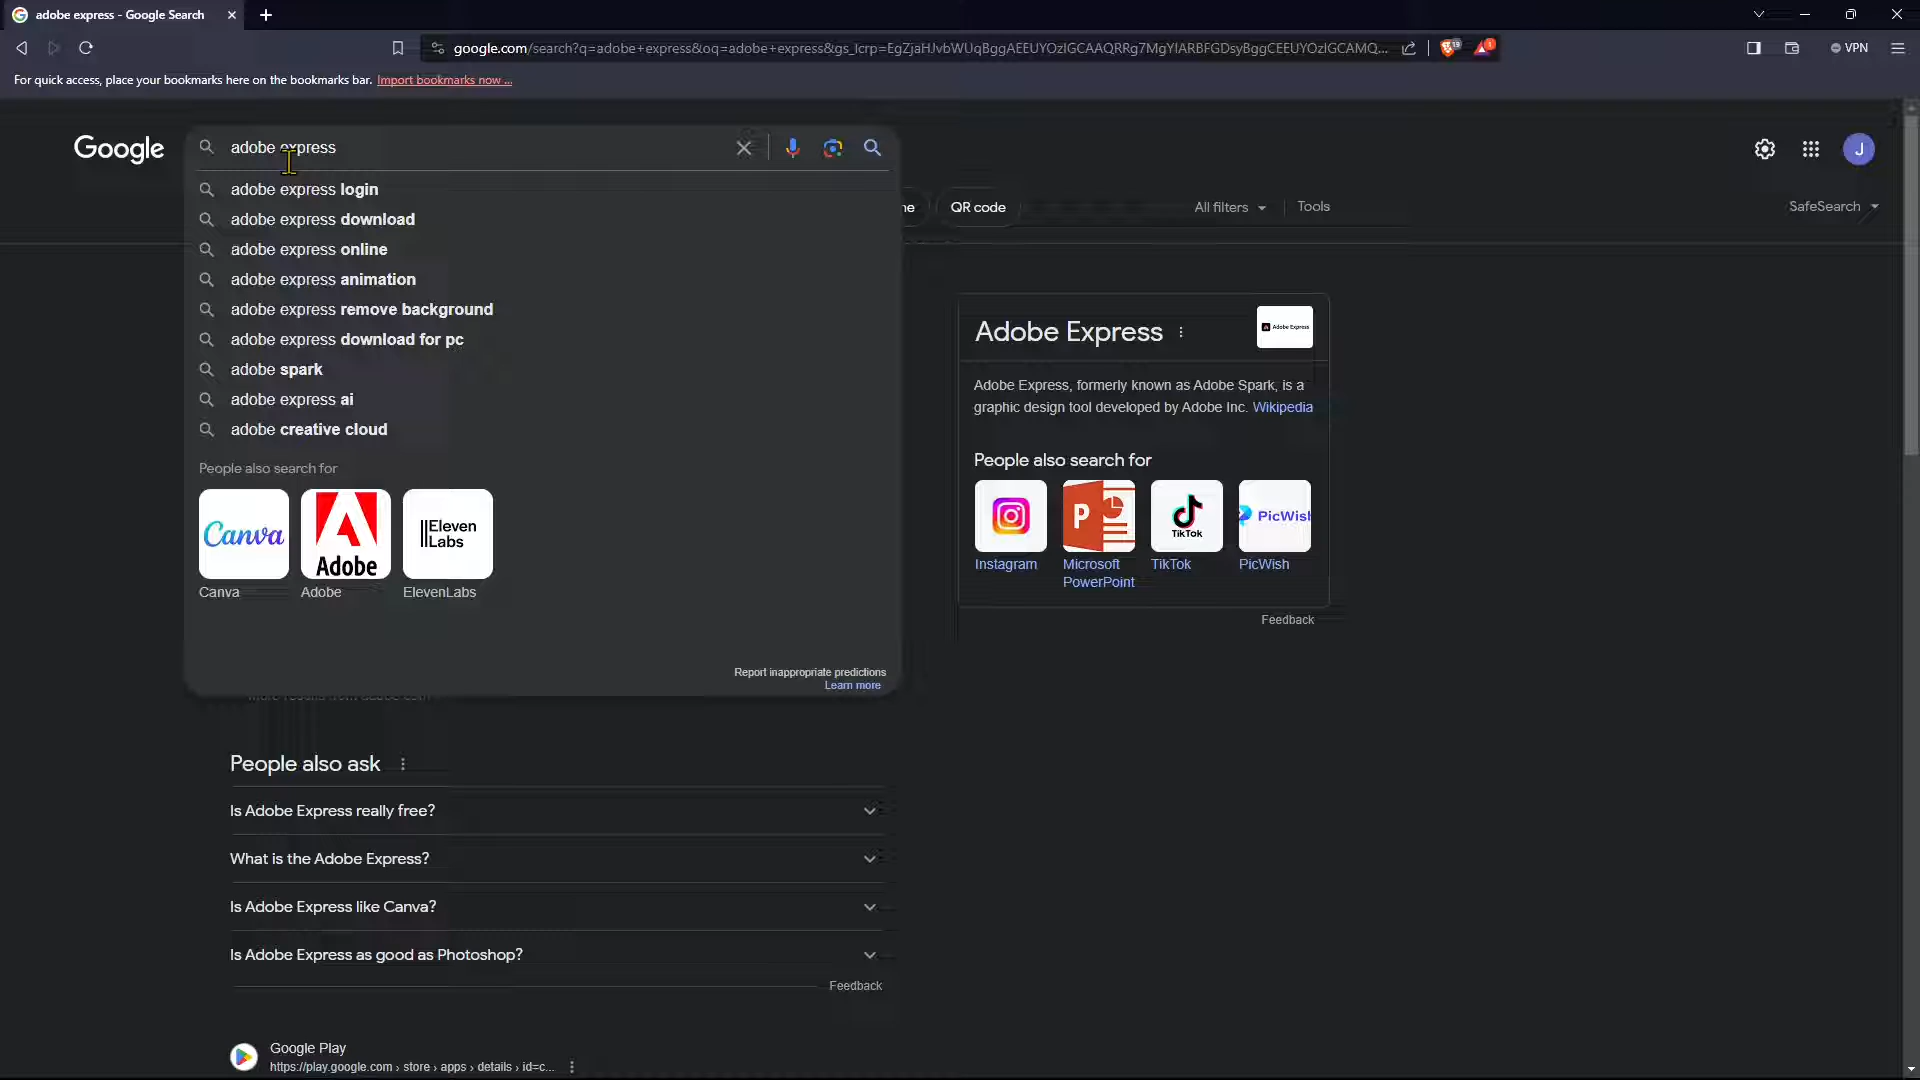 adobe express - Google Search
google.com/search?q=adobe+express&oq=adobe+express&gs_lcrp=EgZjaHJvbWUqBggAEEUYOzIGCAAQRRg7MgYIARBFGDsyBggCEEUYOzIGCAMQ...
VPN
For quick access, place your bookmarks here on the bookmarks bar. Import bookmarks now ...
Google
adobe express
J
adobe express login
adobe express download
adobe express online
adobe express animation
adobe express remove background
adobe express download for pc
adobe spark
adobe express ai
adobe creative cloud
People also search for
Canva
Adobe
||Eleven
Labs
Canva
Adobe
ElevenLabs
Report inappropriate predictions
Learn more
QR code
All filters
Tools
SafeSearch
Adobe Express
Adobe Express
Adobe Express, formerly known as Adobe Spark, is a
graphic design tool developed by Adobe Inc. Wikipedia
People also search for
P
TikTok
PicWish
Instagram
Microsoft
PowerPoint
TikTok
PicWish
Feedback
People also ask
Is Adobe Express really free?
What is the Adobe Express?
Is Adobe Express like Canva?
Is Adobe Express as good as Photoshop?
Feedback
Google Play
https://play.google.com › store › apps › details › id=c...